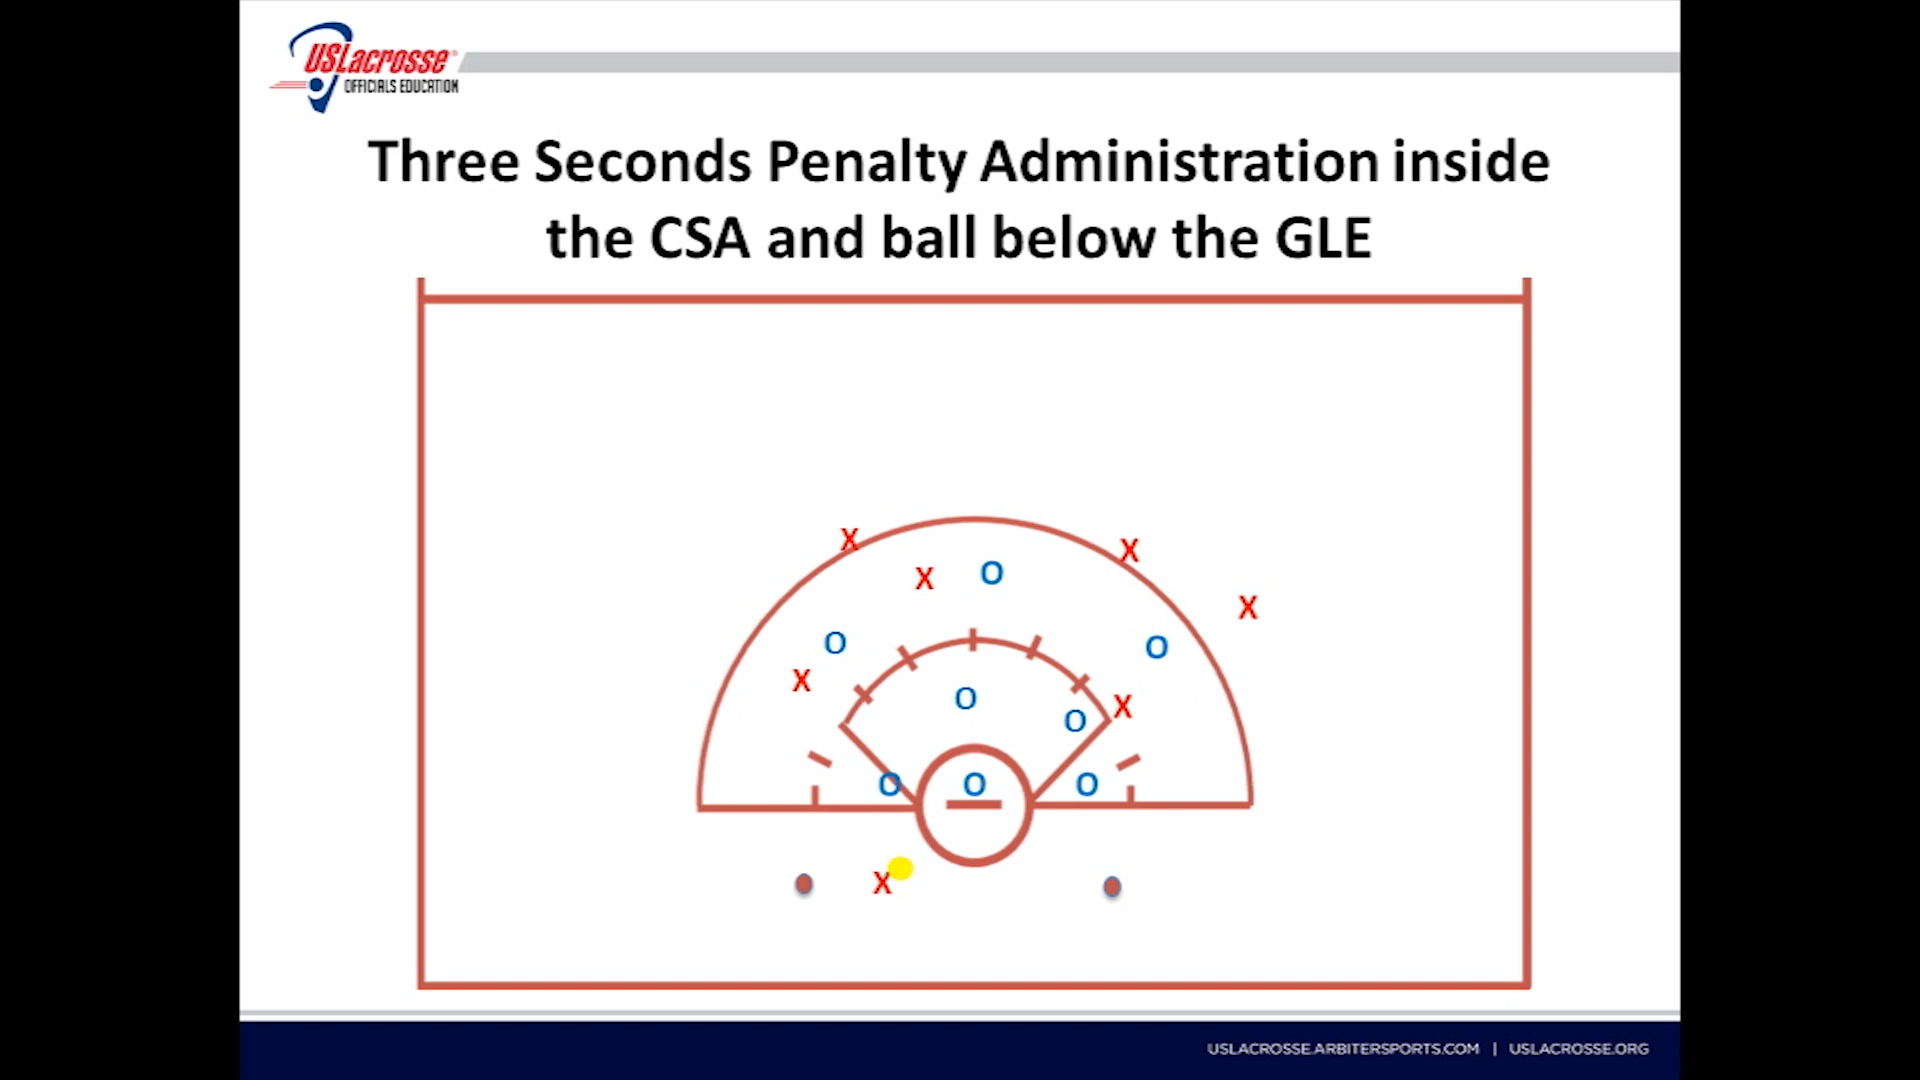 USLacrosse
OFFICIALS EDUCATION
Three Seconds Penalty Administration inside
the CSA and ball below the GLE
X
X
X O
X
O O
X
O X
O
O O O
X
USLACROSSE.ARBITERSPORTS.COM | USLACROSSE.ORG